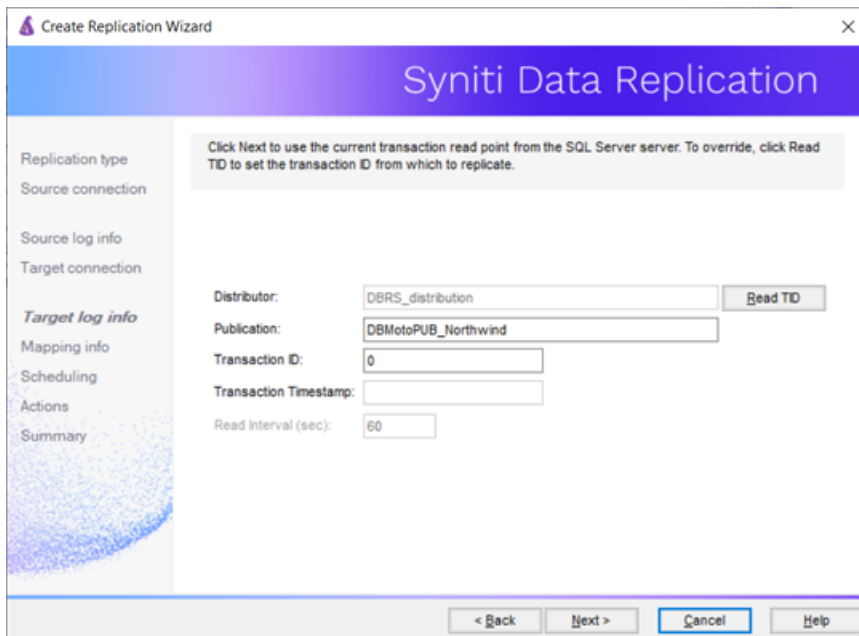 Create Replication Wizard
Syniti Data Replication
Replication type
Source connection
Source log info
Target connection
Target log info
Mapping info
Scheduling
Actions
Summary
Click Next to use the current transaction read point from the SQL Server server. To override, click Read
TID to set the transaction ID from which to replicate.
Distributor: DBRS_distribution Read TID
Publication: DBMotoPUB_Northwind
Transaction ID: 0
Transaction Timestamp:
Read Interval (sec): 60
< Back Next > Cancel Help